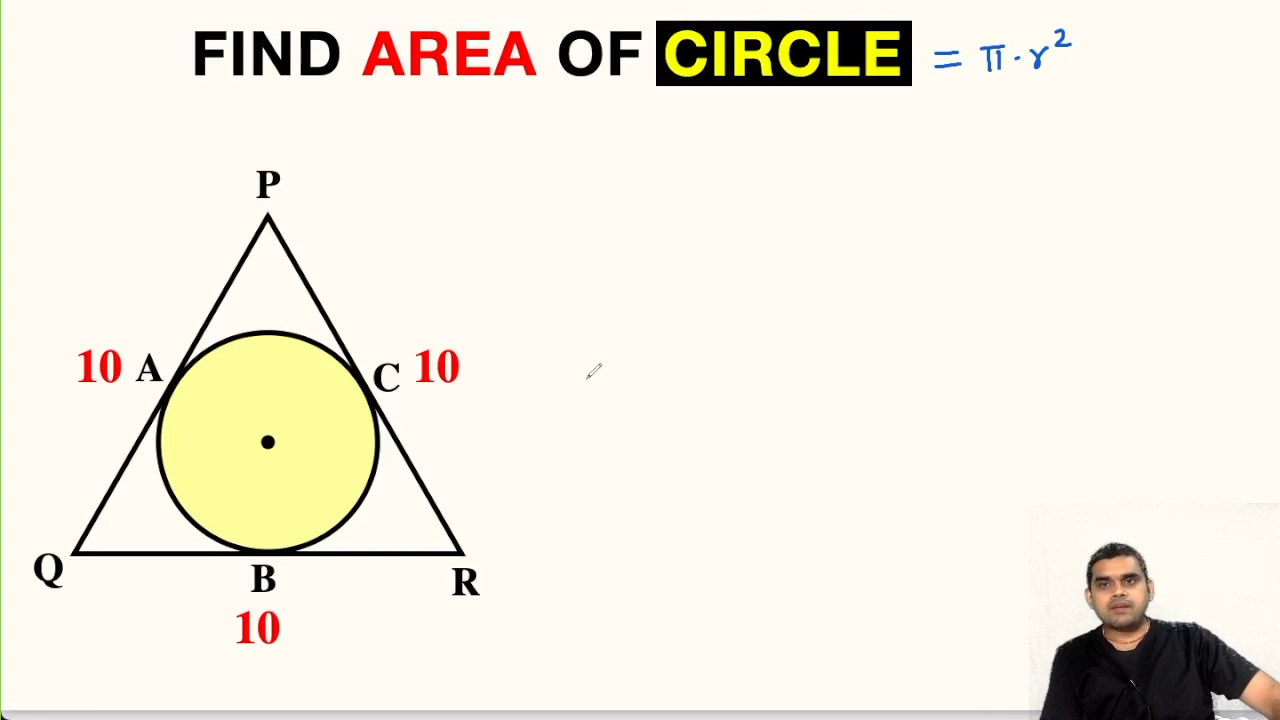 FIND AREA OF CIRCLE = π·r²
P
10 A
C 10
Q
B
R
10